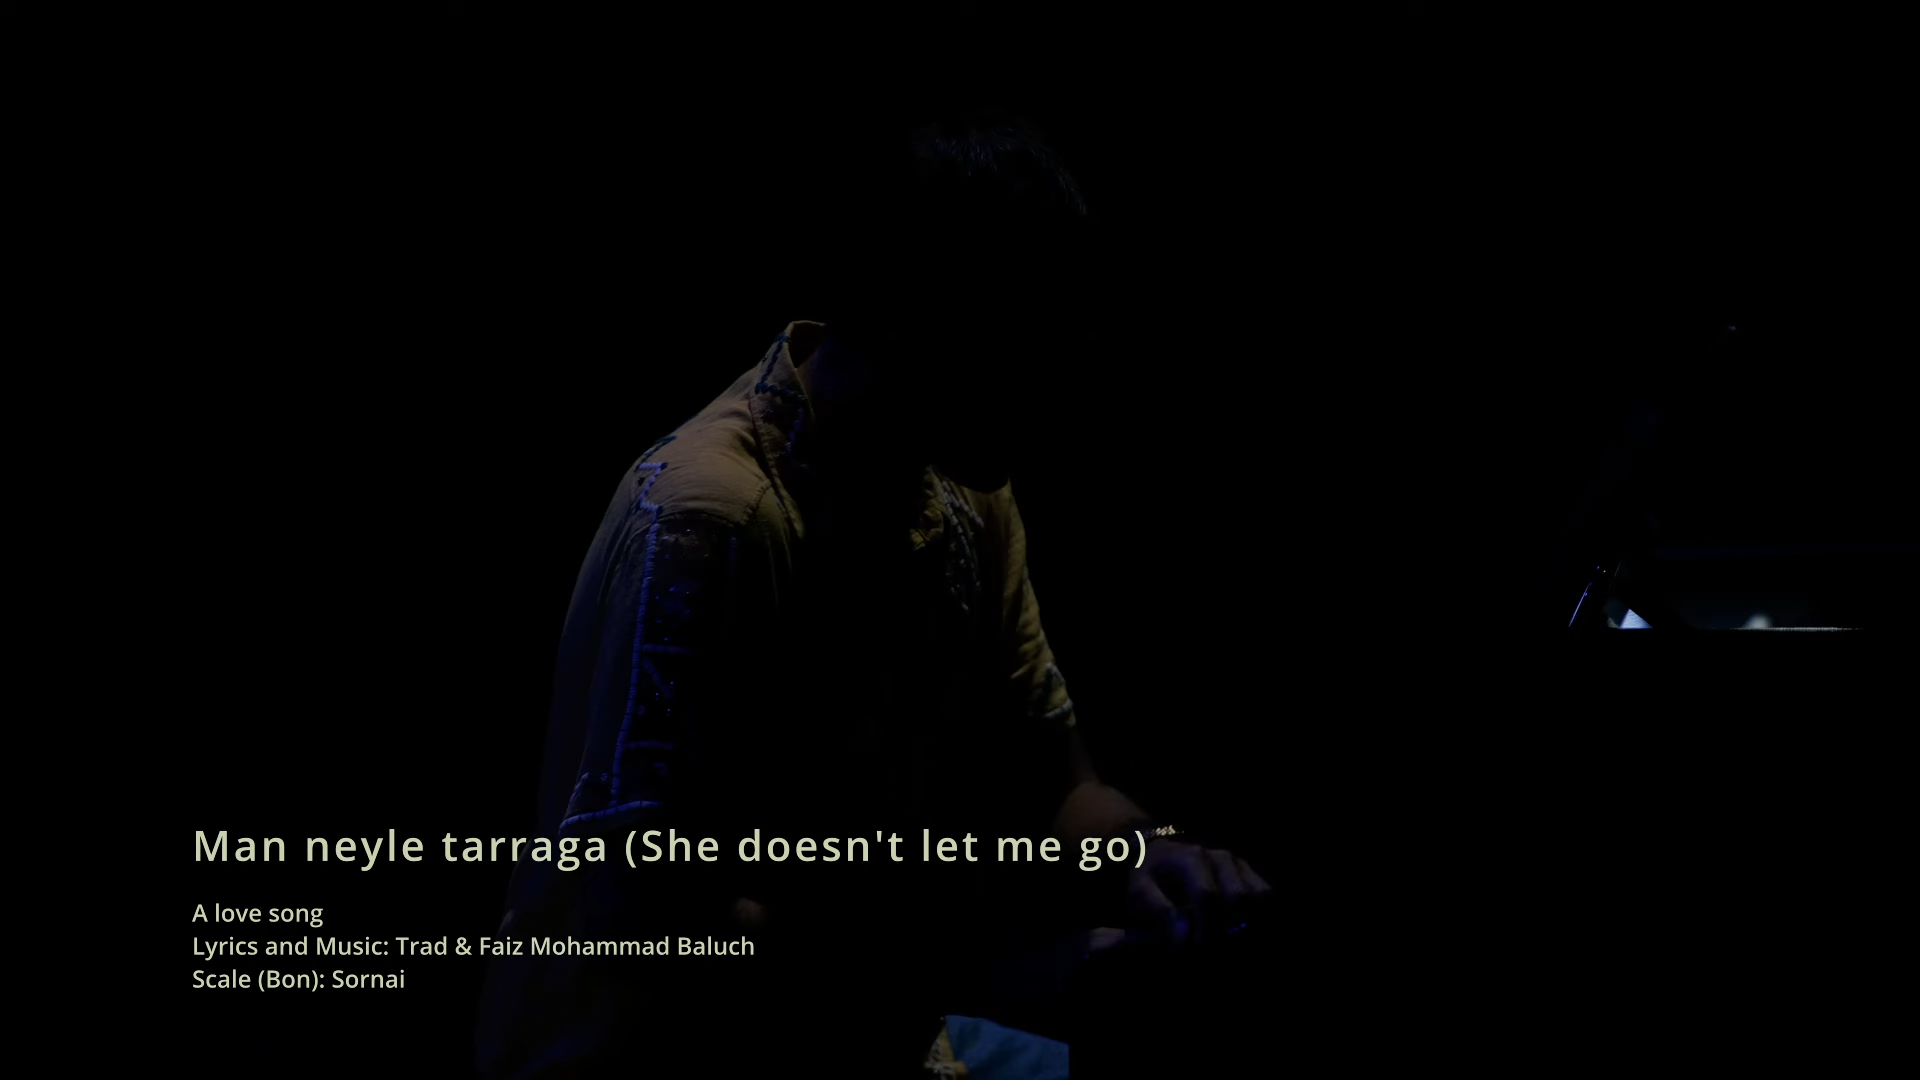 Man neyle tarraga (She doesn't let me go)
A love song
Lyrics and Music: Trad & Faiz Mohammad Baluch
Scale (Bon): Sornai